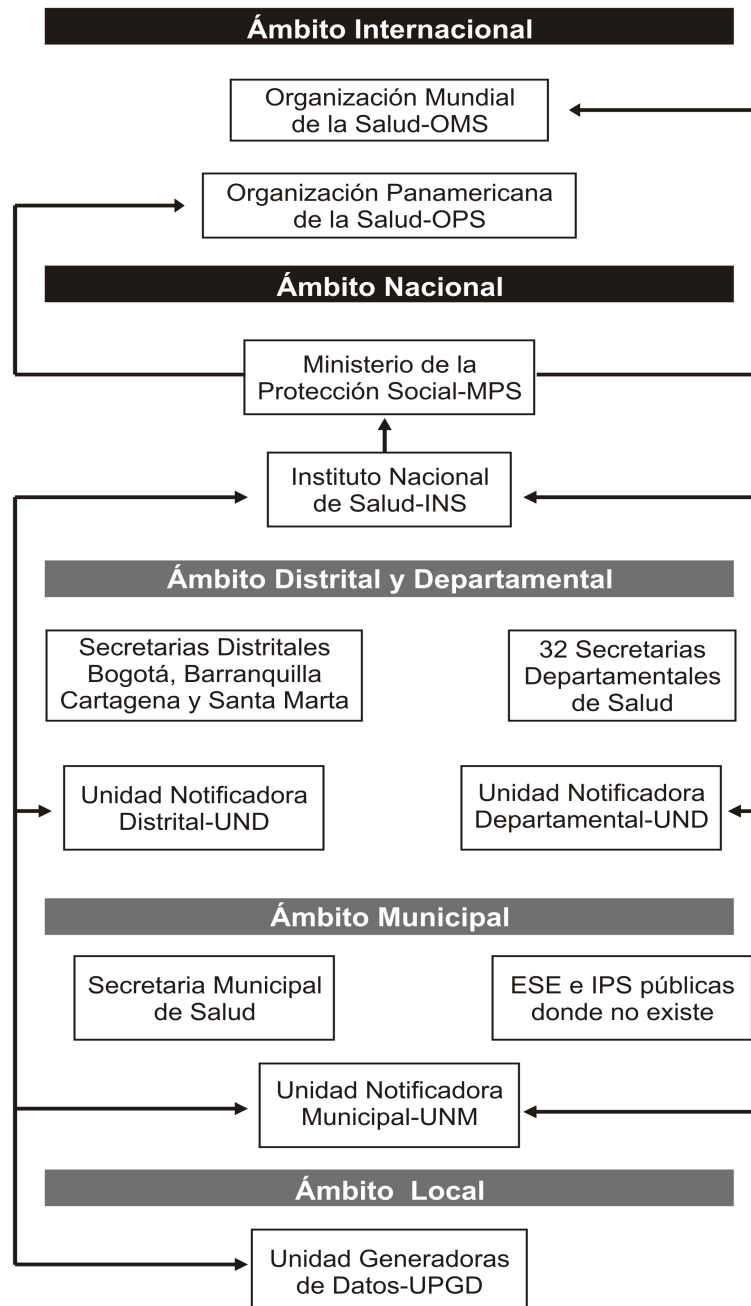 Ámbito Internacional
Organización Mundial
de la Salud-OMS
Organización Panamericana
de la Salud-OPS
Ámbito Nacional
Ministerio de la
Protección Social-MPS
Instituto Nacional
de Salud-INS
Ámbito Distrital y Departamental
Secretarias Distritales
Bogotá, Barranquilla
Cartagena y Santa Marta
32 Secretarias
Departamentales
de Salud
Unidad Notificadora
Distrital-UND
Unidad Notificadora
Departamental-UND
Ámbito Municipal
Secretaria Municipal
de Salud
ESE e IPS públicas
donde no existe
Unidad Notificadora
Municipal-UNM
Ámbito Local
Unidad Generadoras
de Datos-UPGD